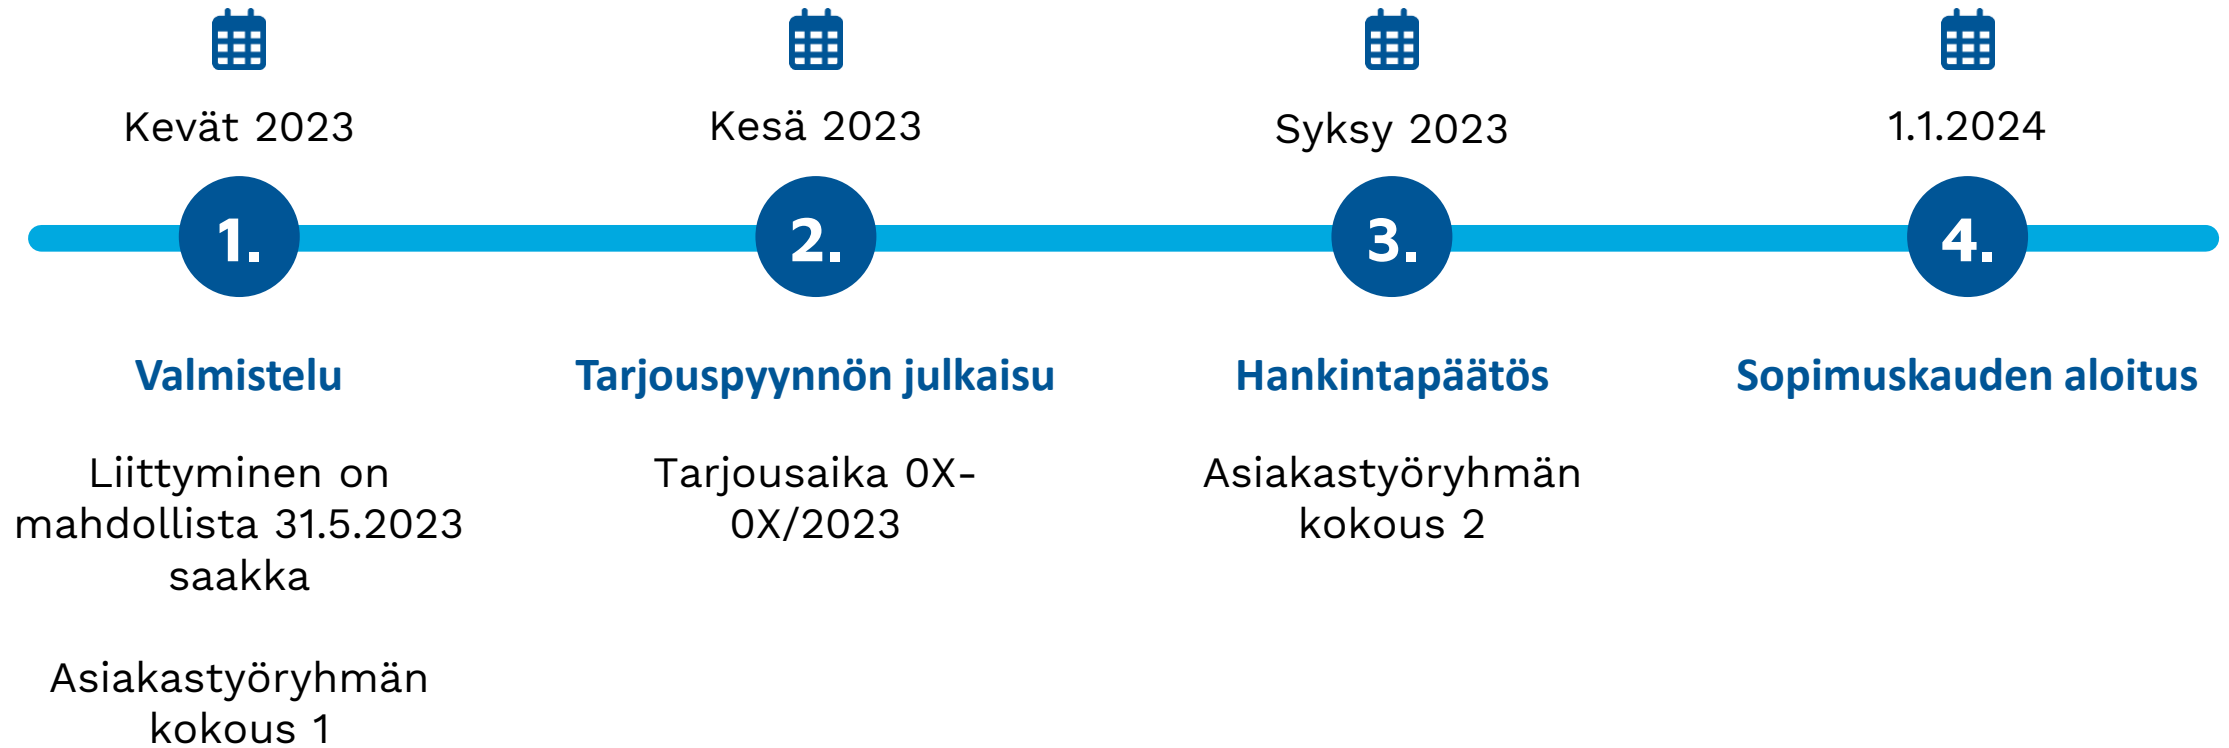 Kevät 2023
Kesä 2023
Syksy 2023
1.1.2024
1.
2.
3.
4.
Valmistelu
Tarjouspyynnön julkaisu
Hankintapäätös
Sopimuskauden aloitus
Liittyminen on
mahdollista 31.5.2023
saakka
Asiakastyöryhmän
kokous 1
Tarjousaika 0X-
0X/2023
Asiakastyöryhmän
kokous 2